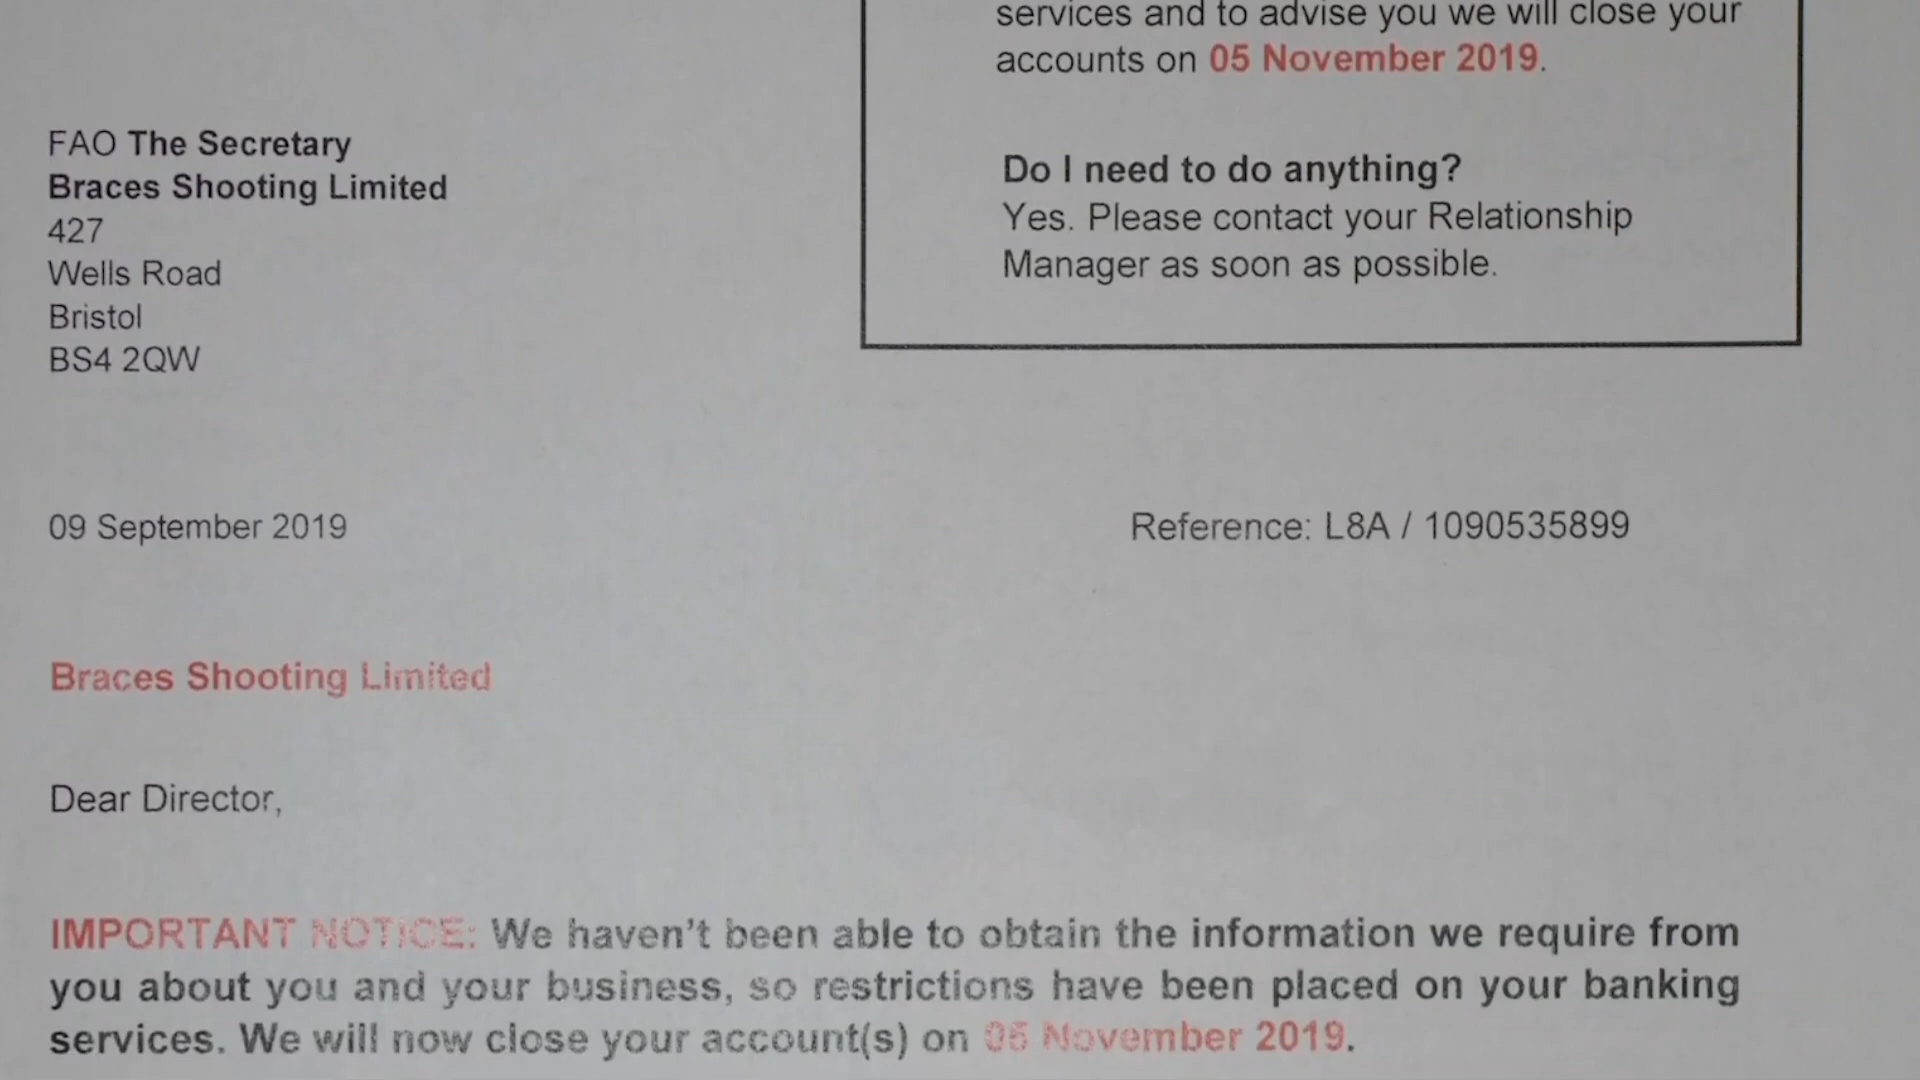 services and to advise you we will close your
accounts on 05 November 2019.
Do I need to do anything?
Yes. Please contact your Relationship
Manager as soon as possible.
FAO The Secretary
Braces Shooting Limited
427
Wells Road
Bristol
BS4 2QW
09 September 2019
Reference: L8A / 1090535899
Braces Shooting Limited
Dear Director,
IMPORTANT NOTICE: We haven't been able to obtain the information we require from
you about you and your business, so restrictions have been placed on your banking
services. We will now close your account(s) on 05 November 2019.